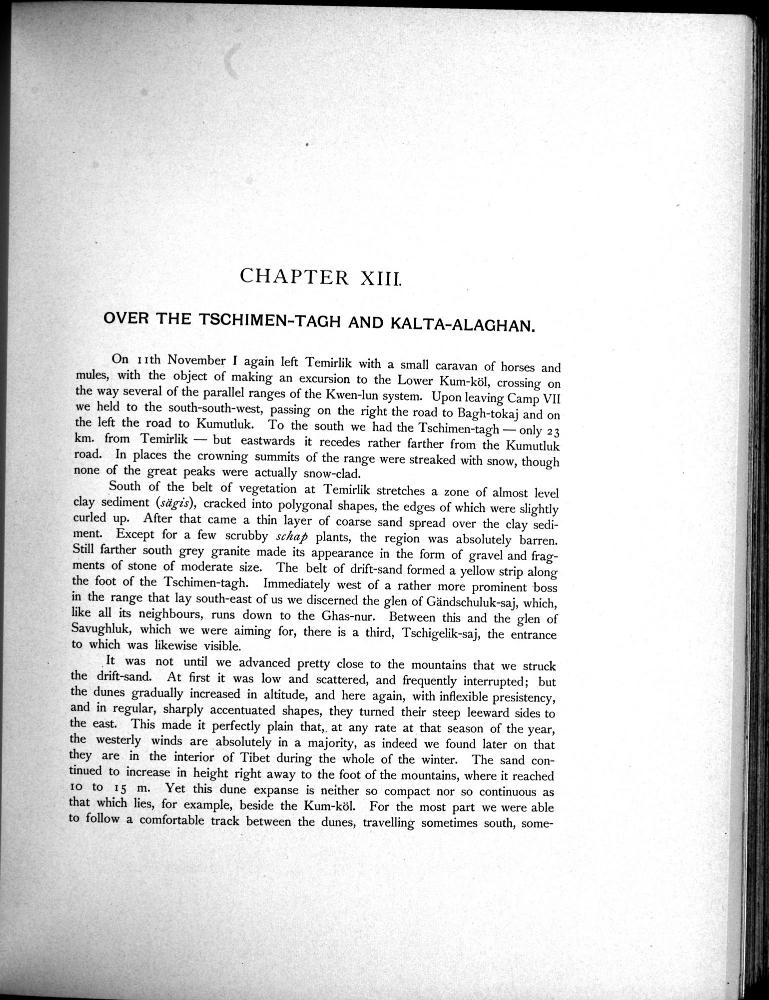 CHAPTER XIII.
OVER THE TSCHIMEN-TAGH AND KALTA-ALAGHAN.
On 11th November I again left Temirlik with a small caravan of horses and
mules, with the object of making an excursion to the Lower Kum-köl, crossing on
the way several of the parallel ranges of the Kwen-lun system. Upon leaving Camp VII
we held to the south-south-west, passing on the right the road to Bagh-tokaj and on
the left the road to Kumutluk. To the south we had the Tschimen-tagh — only 23
km. from Temirlik — but eastwards it recedes rather farther from the Kumutluk
road. In places the crowning summits of the range were streaked with snow, though
none of the great peaks were actually snow-clad.
South of the belt of vegetation at Temirlik stretches a zone of almost level
clay sediment (sägis), cracked into polygonal shapes, the edges of which were slightly
curled up. After that came a thin layer of coarse sand spread over the clay sedi-
ment. Except for a few scrubby schap plants, the region was absolutely barren.
Still farther south grey granite made its appearance in the form of gravel and frag-
ments of stone of moderate size. The belt of drift-sand formed a yellow strip along
the foot of the Tschimen-tagh. Immediately west of a rather more prominent boss
in the range that lay south-east of us we discerned the glen of Gändschuluk-saj, which,
like all its neighbours, runs down to the Ghas-nur. Between this and the glen of
Savughluk, which we were aiming for, there is a third, Tschigelik-saj, the entrance
to which was likewise visible.
It was not until we advanced pretty close to the mountains that we struck
the drift-sand. At first it was low and scattered, and frequently interrupted; but
the dunes gradually increased in altitude, and here again, with inflexible presistency,
and in regular, sharply accentuated shapes, they turned their steep leeward sides to
the east. This made it perfectly plain that, at any rate at that season of the year,
the westerly winds are absolutely in a majority, as indeed we found later on that
they are in the interior of Tibet during the whole of the winter. The sand con-
tinued to increase in height right away to the foot of the mountains, where it reached
10 to 15 m. Yet this dune expanse is neither so compact nor so continuous as
that which lies, for example, beside the Kum-köl. For the most part we were able
to follow a comfortable track between the dunes, travelling sometimes south, some-